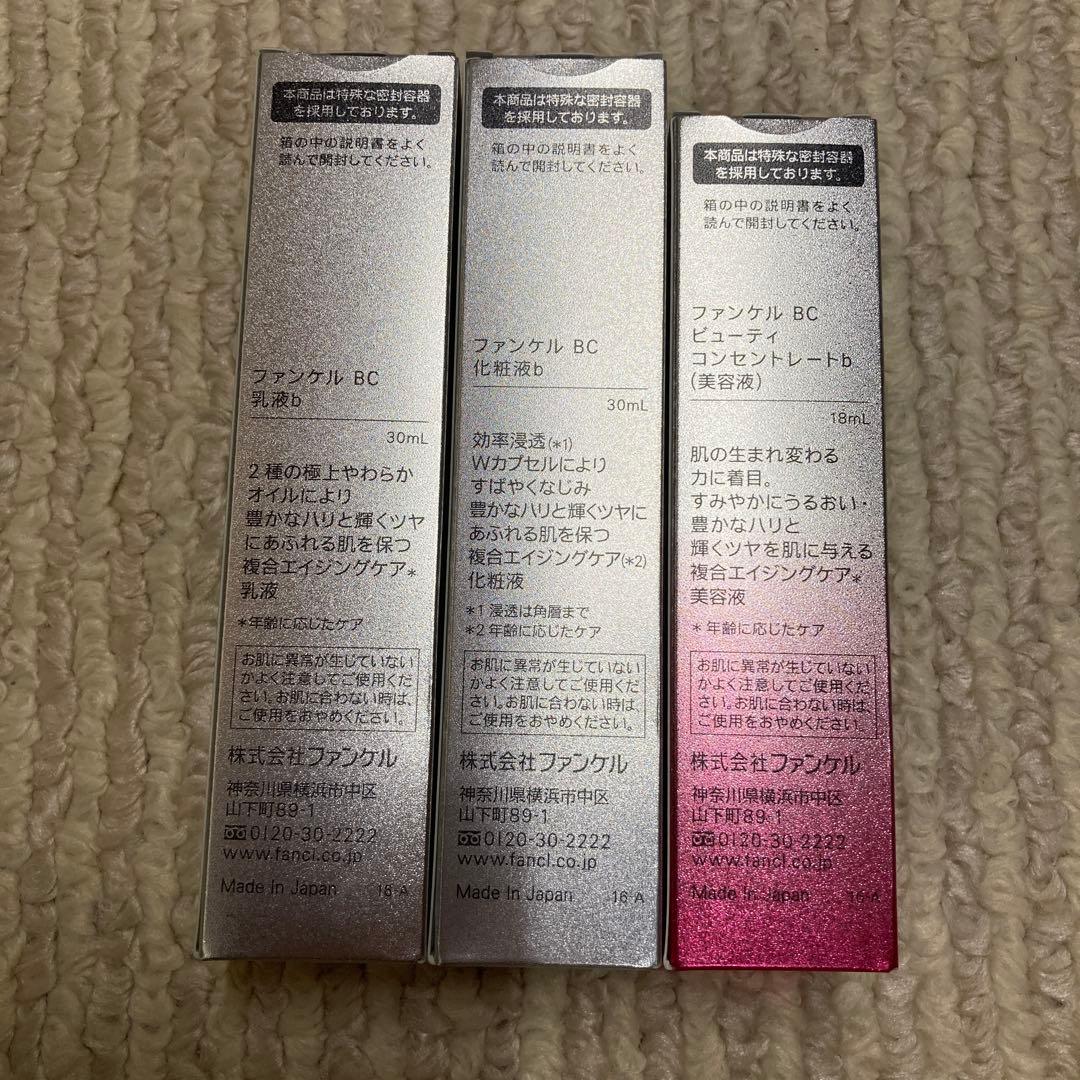 本商品は特殊な密封容器
を採用しております。
箱の中の説明書をよく
読んで開封してください。
ファンケル BC
乳液b
30mL
2種の極上やわらか
オイルにより
豊かなハリと輝くツヤ
にあふれる肌を保つ
複合エイジングケア*
乳液
*年齢に応じたケア
お肌に異常が生じていない
かよく注意してご使用くだ
さい。お肌に合わない時は、
ご使用をおやめください。
株式会社ファンケル
神奈川県横浜市中区
山下町89-1
0120-30-2222
www.fancl.co.jp
Made In Japan 16-A
本商品は特殊な密封容器
を採用しております。
箱の中の説明書をよく
読んで開封してください。
ファンケル BC
化粧液b
30mL
効率浸透(*1)
Wカプセルにより
すばやくなじみ
豊かなハリと輝くツヤに
あふれる肌を保つ
複合エイジングケア(*2)
化粧液
*1 浸透は角層まで
*2 年齢に応じたケア
お肌に異常が生じていない
かよく注意してご使用くだ
さい。お肌に合わない時は、
ご使用をおやめください。
株式会社ファンケル
神奈川県横浜市中区
山下町89-1
0120-30-2222
www.fancl.co.jp
Made In Japan 16-A
本商品は特殊な密封容器
を採用しております。
箱の中の説明書をよく
読んで開封してください。
ファンケル BC
ビューティ
コンセントレートb
(美容液)
18mL
肌の生まれ変わる
力に着目。
すみやかにうるおい・
豊かなハリと
輝くツヤを肌に与える
複合エイジングケア*
美容液
*年齢に応じたケア
お肌に異常が生じていない
かよく注意してご使用くだ
さい。お肌に合わない時は、
ご使用をおやめください。
株式会社ファンケル
神奈川県横浜市中区
山下町89-1
0120-30-2222
www.fancl.co.jp
Made In Japan 16-A